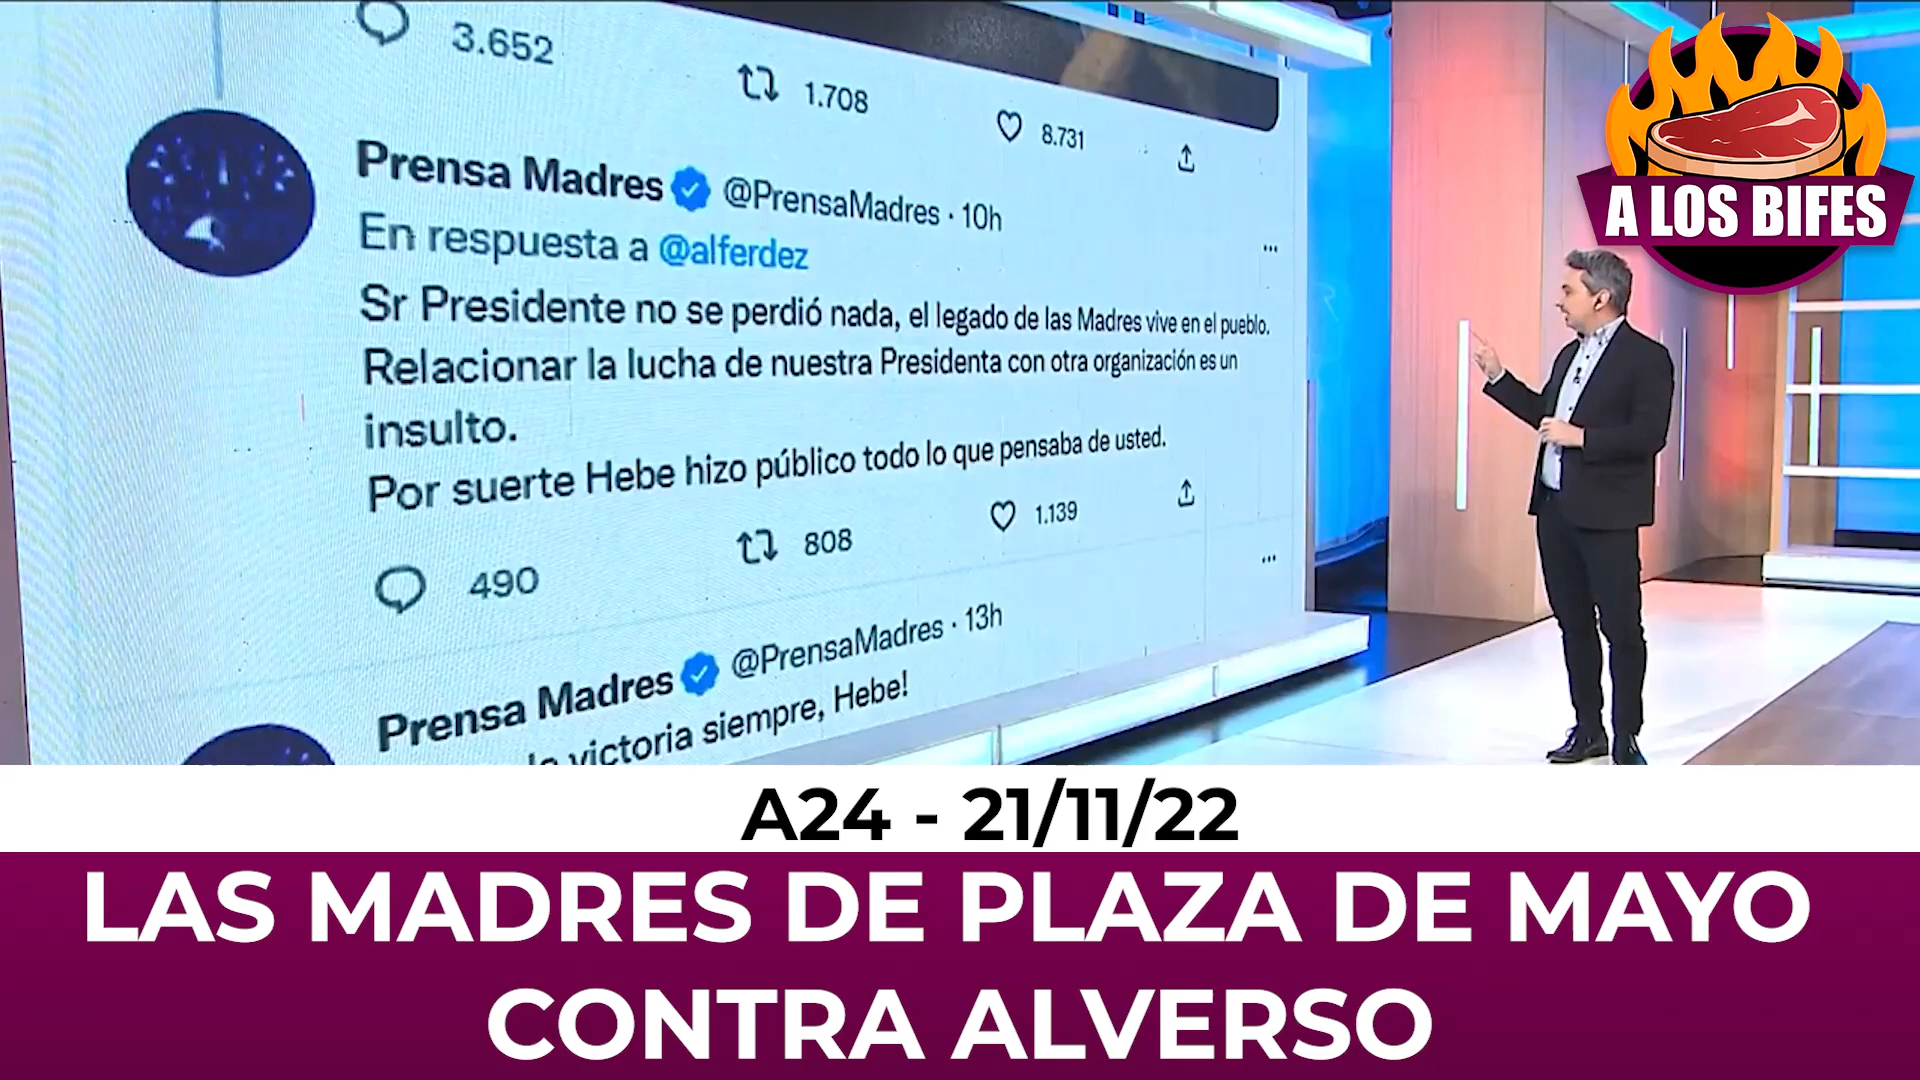 3.652
1.708
8.731
Prensa Madres @PrensaMadres · 10h
En respuesta a @alferdez
Sr Presidente no se perdió nada, el legado de las Madres vive en el pueblo.
Relacionar la lucha de nuestra Presidenta con otra organización es un
insulto.
Por suerte Hebe hizo público todo lo que pensaba de usted.
490
808
1.139
Prensa Madres @PrensaMadres · 13h
la victoria siempre, Hebe!
A LOS BIFES
A24 - 21/11/22
LAS MADRES DE PLAZA DE MAYO
CONTRA ALVERSO